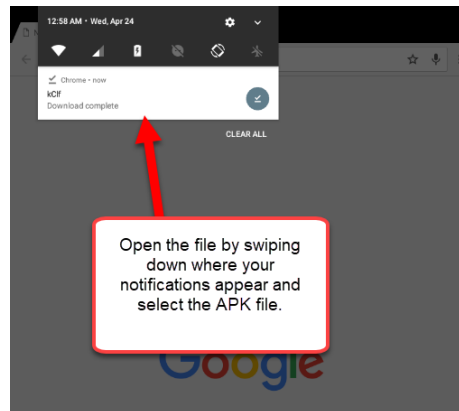 12:58 AM • Wed, Apr 24
Chrome • now
kClf
Download complete
CLEAR ALL
Open the file by swiping
down where your
notifications appear and
select the APK file.
Google